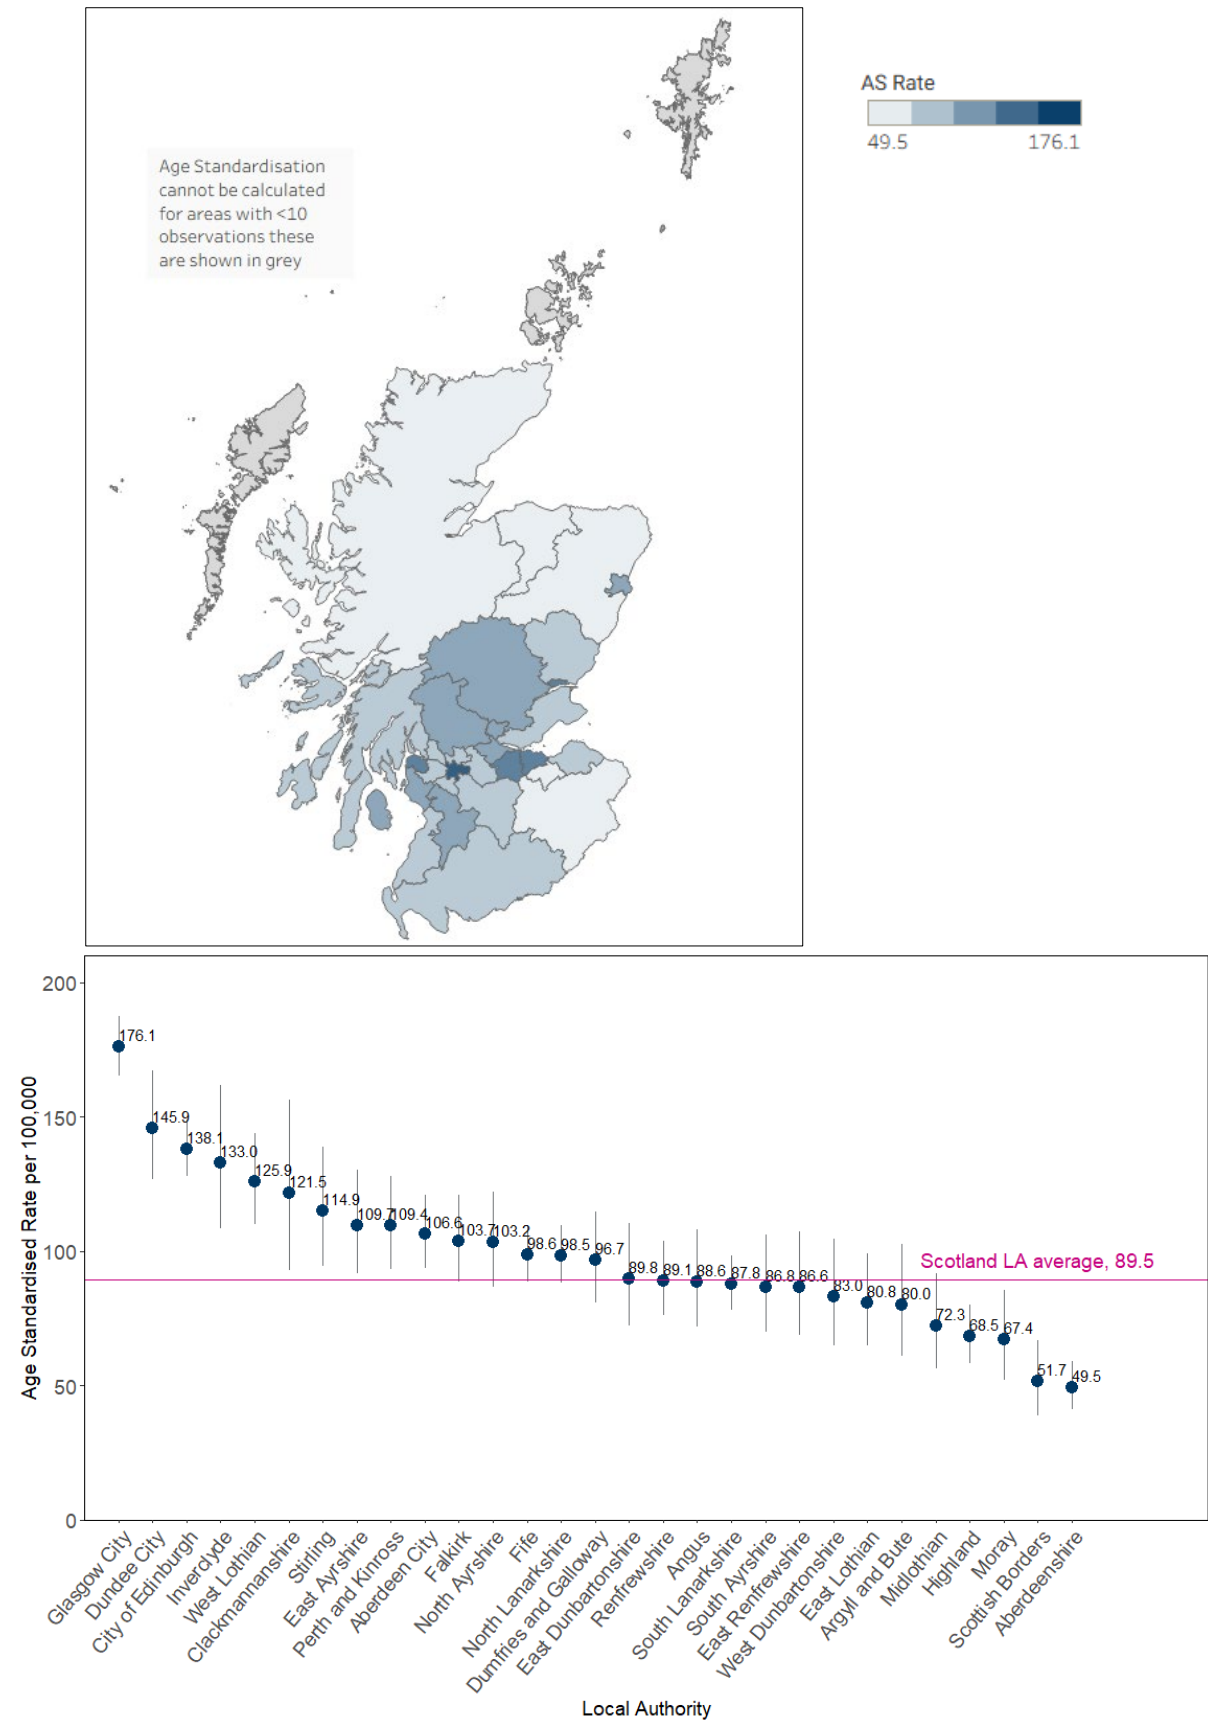 AS Rate
49.5 176.1
Age Standardisation
cannot be calculated
for areas with <10
observations these
are shown in grey
Age Standardised Rate per 100,000
200
150
100
50
0
176.1
145.9
138.1
133.0
125.9
121.5
114.9
109.7
109.4
106.6
103.7
103.2
98.6
98.5
96.7
89.8
89.1
88.6
87.8
86.8
86.6
83.0
80.8
80.0
72.3
68.5
67.4
51.7
49.5
Scotland LA average, 89.5
Glasgow City
Dundee City
City of Edinburgh
Inverclyde
West Lothian
Clackmannanshire
Stirling
East Ayrshire
Perth and Kinross
Aberdeen City
Falkirk
North Ayrshire
Fife
North Lanarkshire
Dumfries and Galloway
East Dunbartonshire
Renfrewshire
Angus
South Lanarkshire
South Ayrshire
East Renfrewshire
West Dunbartonshire
East Lothian
Argyll and Bute
Midlothian
Highland
Moray
Scottish Borders
Aberdeenshire
Local Authority